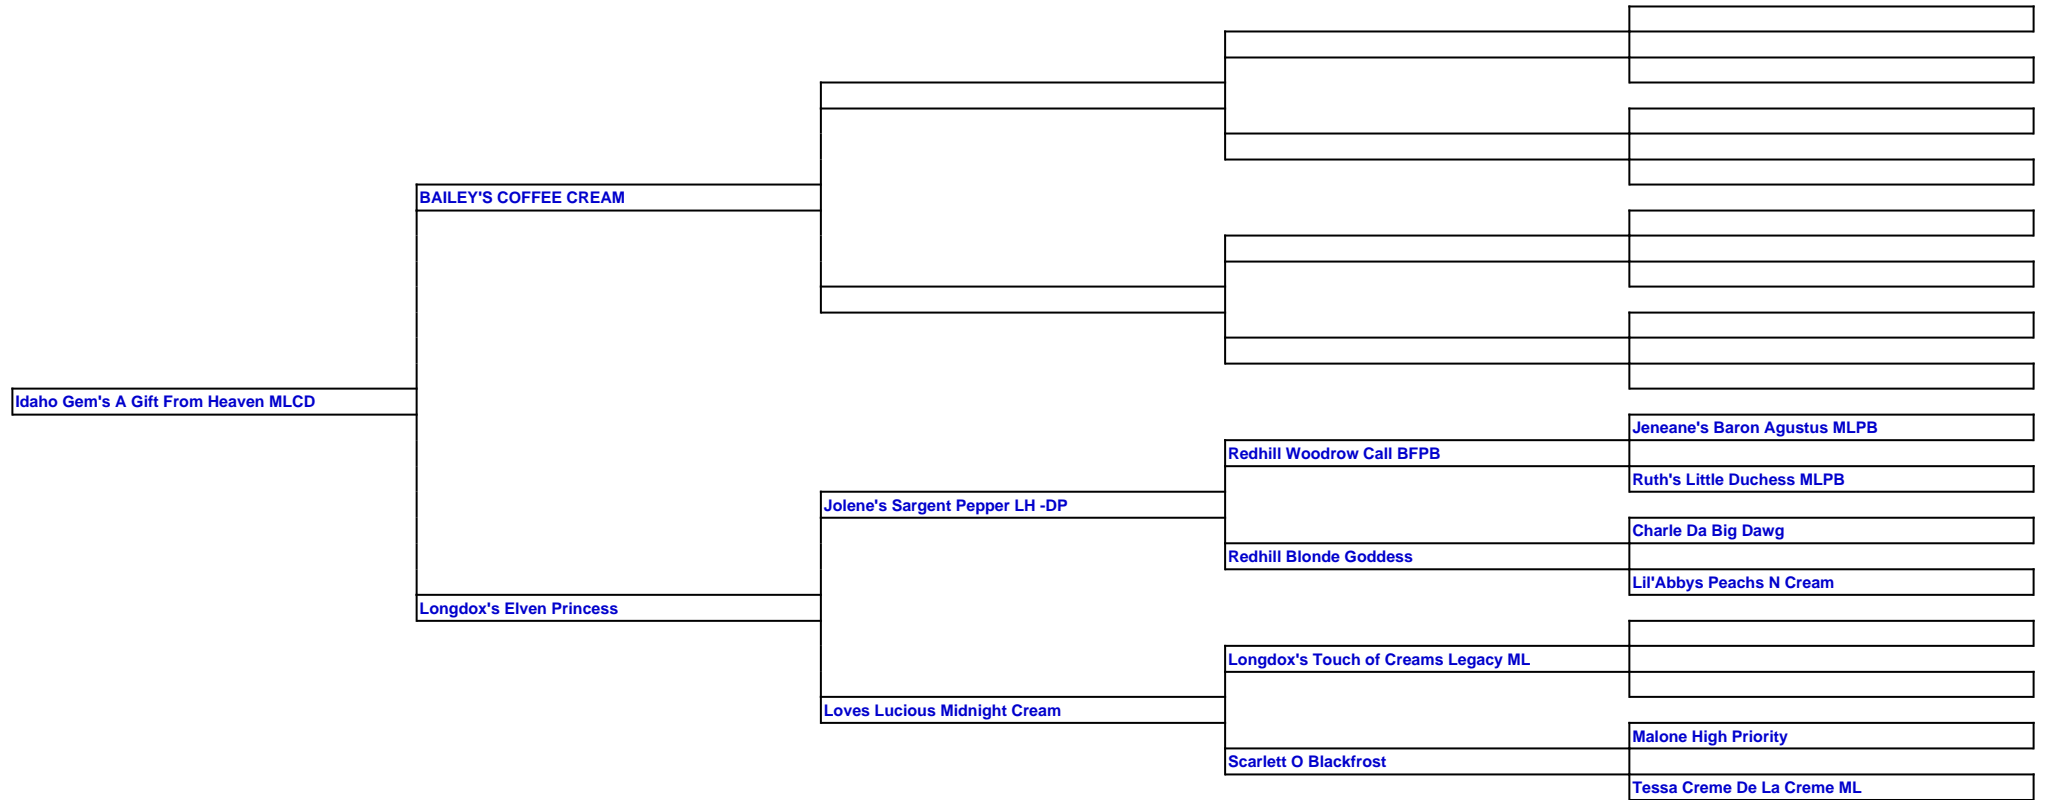 BAILEY'S COFFEE CREAM
Idaho Gem's A Gift From Heaven MLCD
Jeneane's Baron Agustus MLPB
Redhill Woodrow Call BFPB
Ruth's Little Duchess MLPB
Jolene's Sargent Pepper LH -DP
Charle Da Big Dawg
Redhill Blonde Goddess
Lil'Abbys Peachs N Cream
Longdox's Elven Princess
Longdox's Touch of Creams Legacy ML
Loves Lucious Midnight Cream
Malone High Priority
Scarlett O Blackfrost
Tessa Creme De La Creme ML